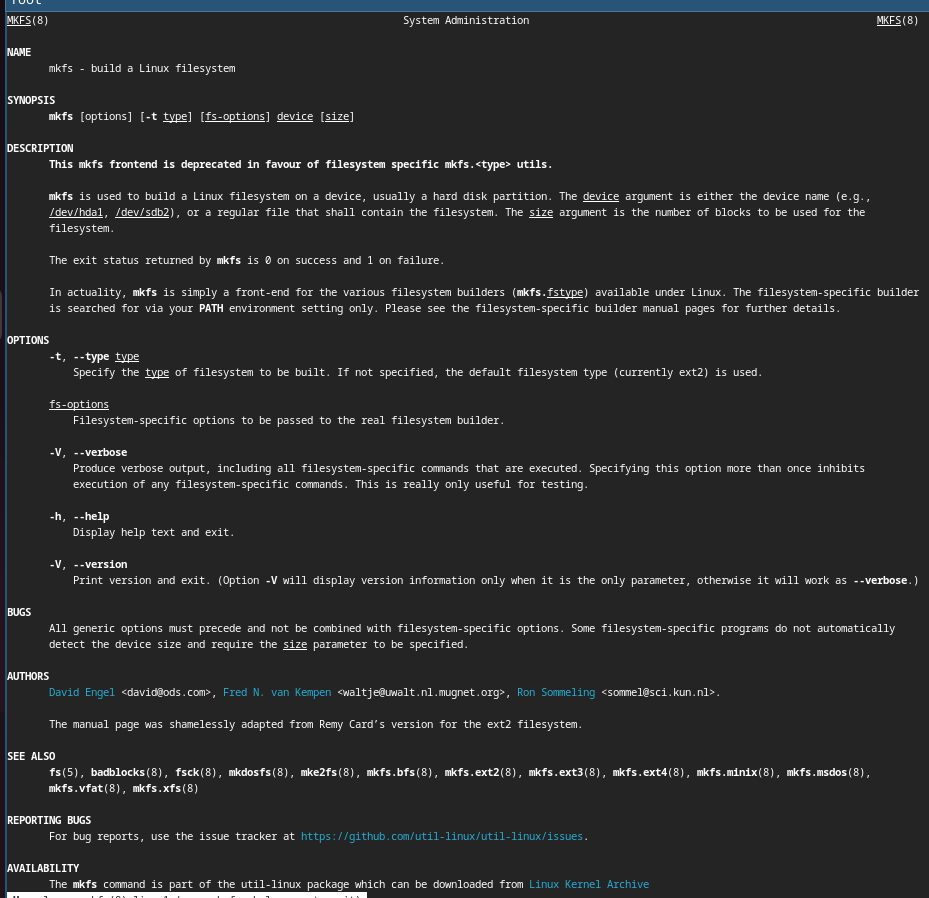 root
MKFS(8) System Administration MKFS(8)
NAME
mkfs - build a Linux filesystem
SYNOPSIS
mkfs [options] [-t type] [fs-options] device [size]
DESCRIPTION
This mkfs frontend is deprecated in favour of filesystem specific mkfs.<type> utils.
mkfs is used to build a Linux filesystem on a device, usually a hard disk partition. The device argument is either the device name (e.g.,
/dev/hda1, /dev/sdb2), or a regular file that shall contain the filesystem. The size argument is the number of blocks to be used for the
filesystem.
The exit status returned by mkfs is 0 on success and 1 on failure.
In actuality, mkfs is simply a front-end for the various filesystem builders (mkfs.fstype) available under Linux. The filesystem-specific builder
is searched for via your PATH environment setting only. Please see the filesystem-specific builder manual pages for further details.
OPTIONS
-t, --type type
Specify the type of filesystem to be built. If not specified, the default filesystem type (currently ext2) is used.
fs-options
Filesystem-specific options to be passed to the real filesystem builder.
-V, --verbose
Produce verbose output, including all filesystem-specific commands that are executed. Specifying this option more than once inhibits
execution of any filesystem-specific commands. This is really only useful for testing.
-h, --help
Display help text and exit.
-V, --version
Print version and exit. (Option -V will display version information only when it is the only parameter, otherwise it will work as --verbose.)
BUGS
All generic options must precede and not be combined with filesystem-specific options. Some filesystem-specific programs do not automatically
detect the device size and require the size parameter to be specified.
AUTHORS
David Engel <david@ods.com>, Fred N. van Kempen <waltje@uwalt.nl.mugnet.org>, Ron Sommeling <sommel@sci.kun.nl>.
The manual page was shamelessly adapted from Remy Card's version for the ext2 filesystem.
SEE ALSO
fs(5), badblocks(8), fsck(8), mkdosfs(8), mke2fs(8), mkfs.bfs(8), mkfs.ext2(8), mkfs.ext3(8), mkfs.ext4(8), mkfs.minix(8), mkfs.msdos(8),
mkfs.vfat(8), mkfs.xfs(8)
REPORTING BUGS
For bug reports, use the issue tracker at https://github.com/util-linux/util-linux/issues.
AVAILABILITY
The mkfs command is part of the util-linux package which can be downloaded from Linux Kernel Archive